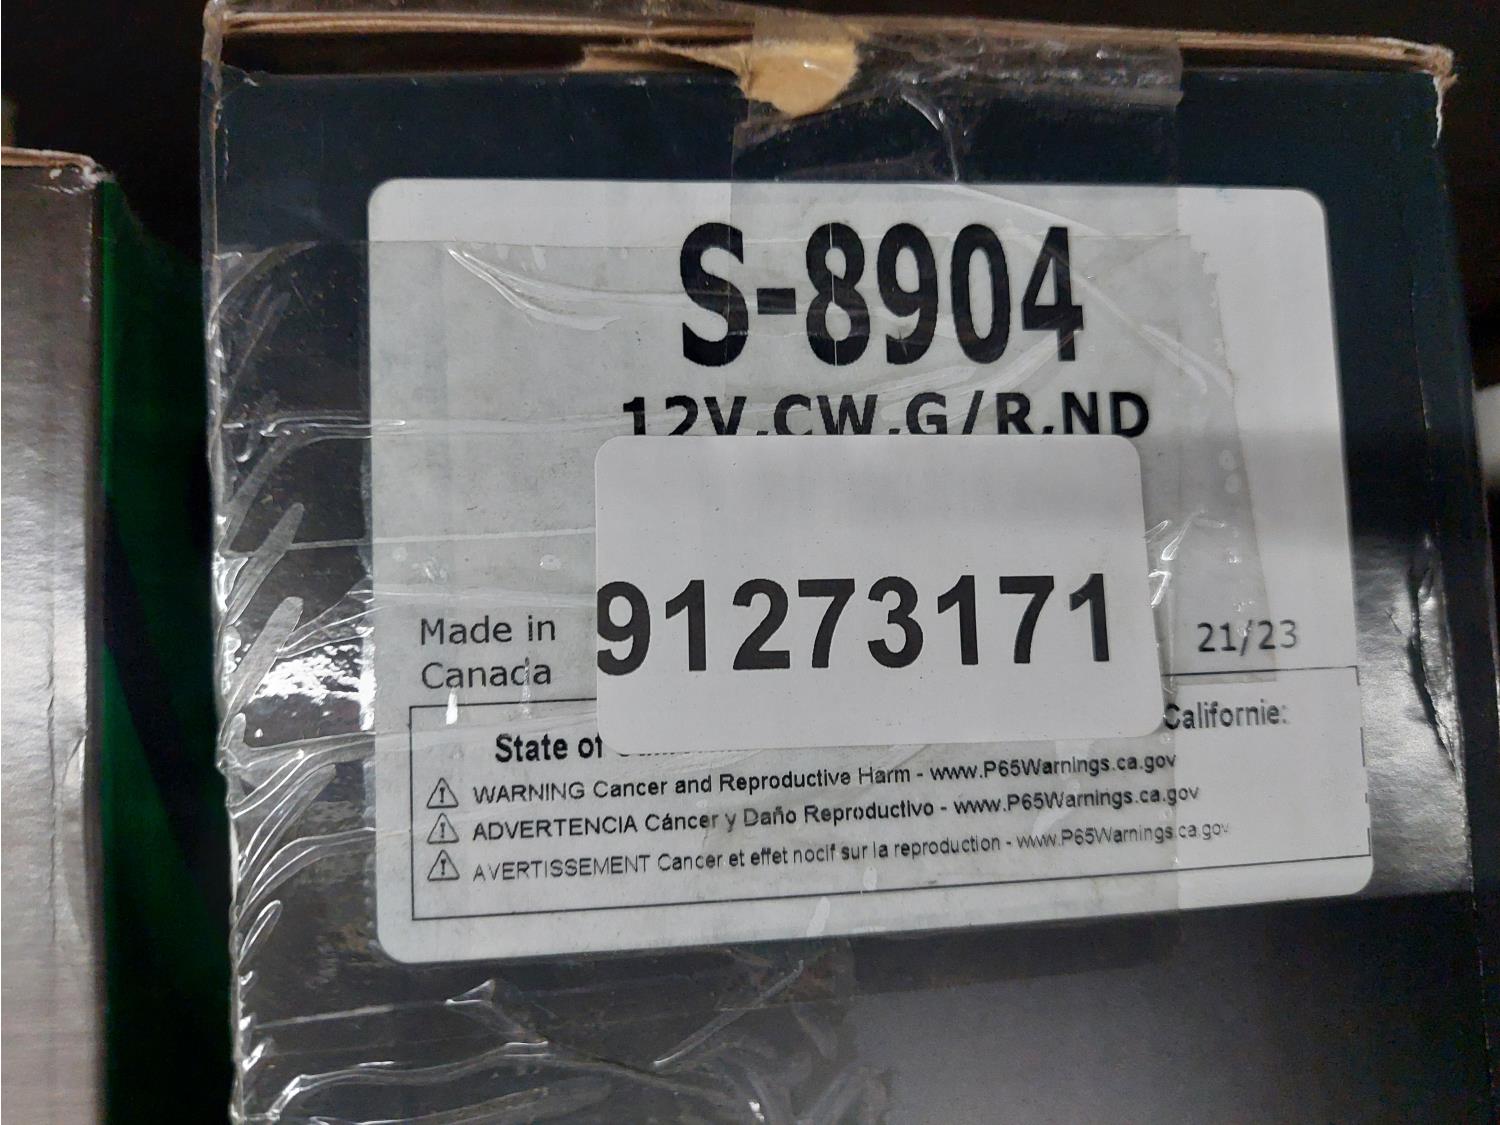 S-8904
12V,CW,G/R,ND
91273171
Made in
Canada
21/23
State of
Californie:
WARNING Cancer and Reproductive Harm - www.P65Warnings.ca.gov
ADVERTENCIA Cáncer y Daño Reproductivo - www.P65Warnings.ca.gov
AVERTISSEMENT Cancer et effet nocif sur la reproduction - www.P65Warnings.ca.gov